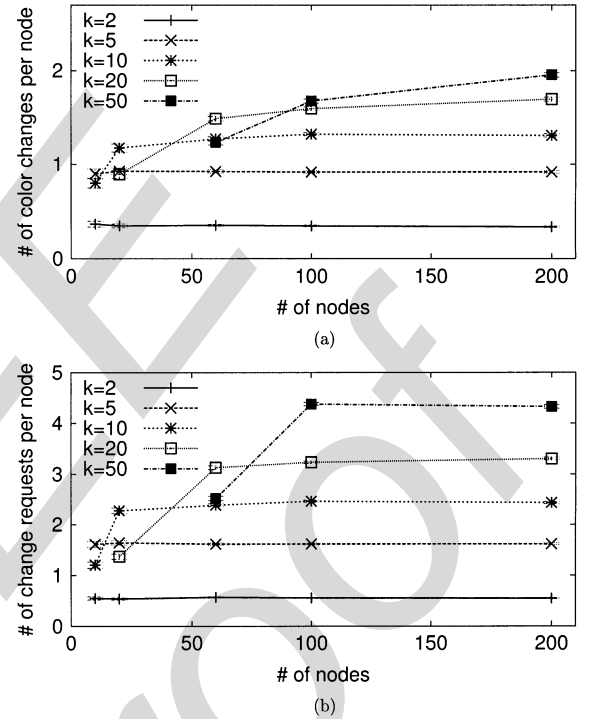 # of color changes per node
2
1
0
k=2
k=5
k=10
k=20
k=50
0 50 100 150 200
# of nodes
(a)
# of change requests per node
5
4
3
2
1
0
k=2
k=5
k=10
k=20
k=50
0 50 100 150 200
# of nodes
(b)